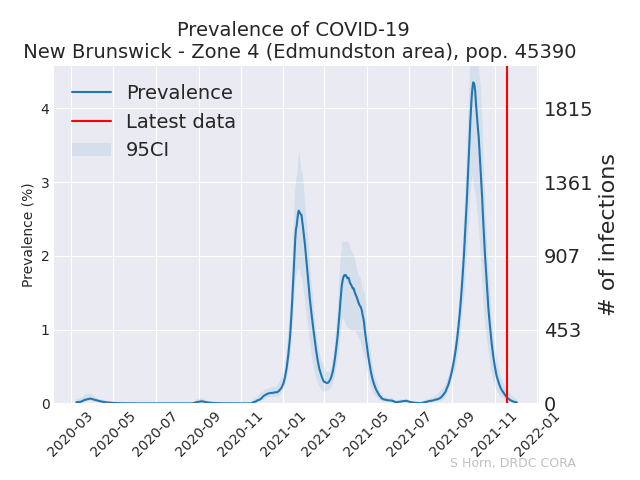 Prevalence of COVID-19
New Brunswick - Zone 4 (Edmundston area), pop. 45390
Prevalence
Latest data
95CI
Prevalence (%)
4
3
2
1
0
1815
1361
907
453
0
# of infections
2020-03
2020-05
2020-07
2020-09
2020-11
2021-01
2021-03
2021-05
2021-07
2021-09
2021-11
2022-01
S Horn, DRDC CORA